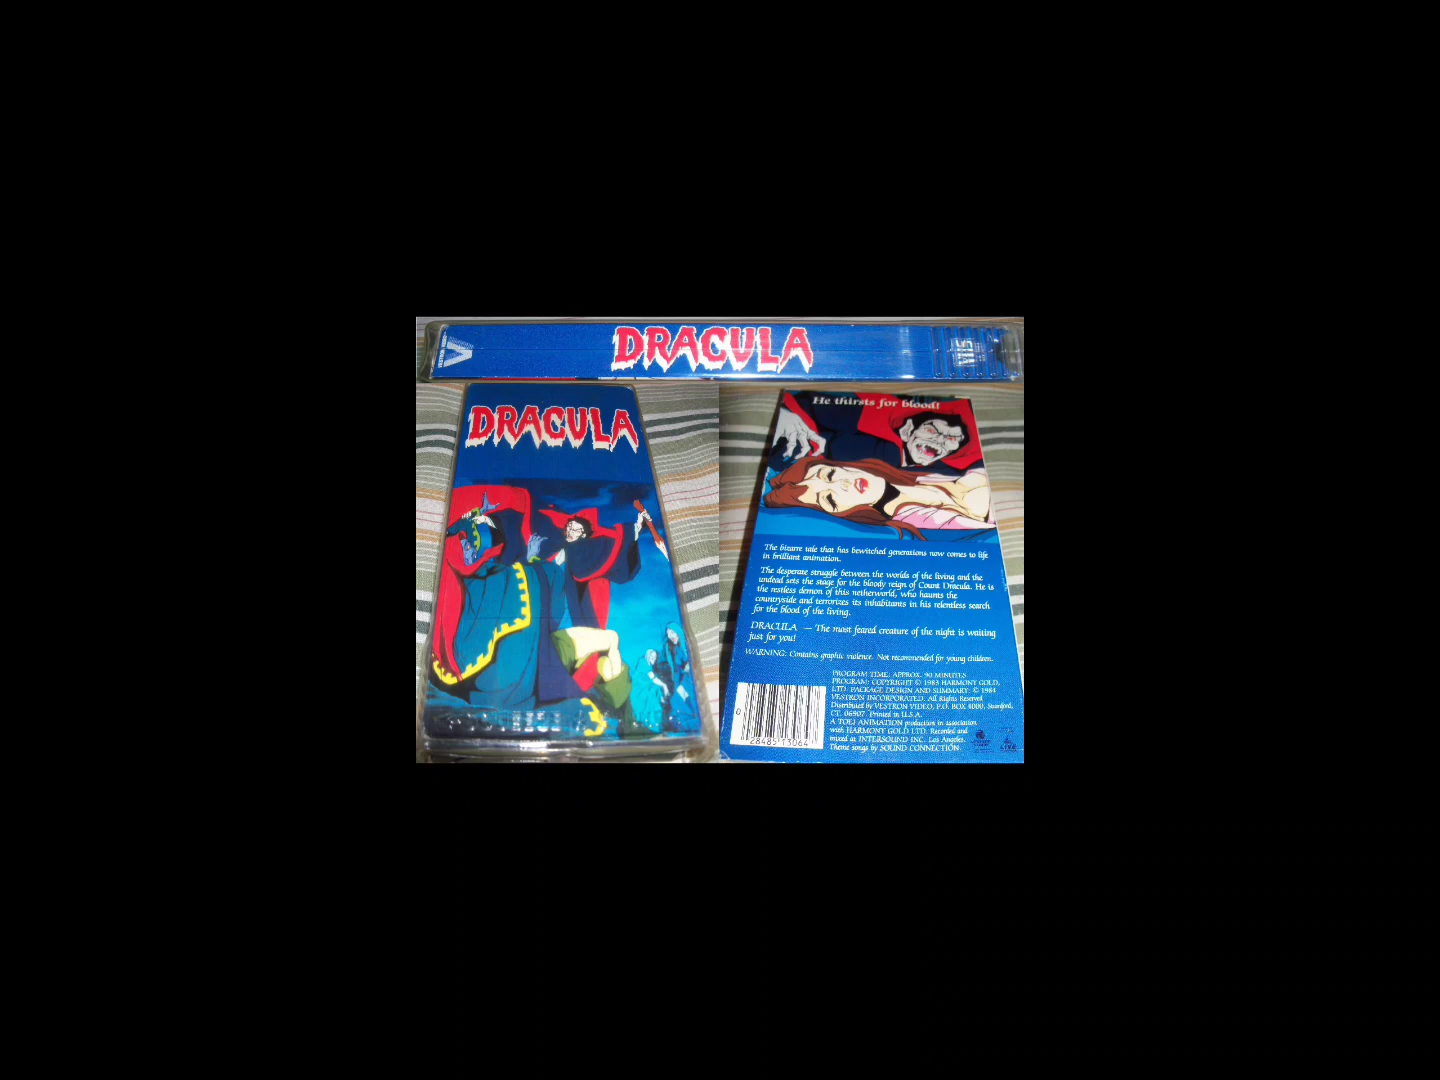 DRACULA
VHS
DRACULA
He thirsts for blood!
The bizarre tale that has bewitched generations now comes to life
in brilliant animation.
The desperate struggle between the worlds of the living and the
undead sets the stage for the bloody reign of Count Dracula. He is
the restless demon of this netherworld, who haunts the
countryside and terrorizes its inhabitants in his relentless search
for the blood of the living.
DRACULA — The most feared creature of the night is waiting
just for you!
WARNING: Contains graphic violence. Not recommended for young children.
PROGRAM TIME: APPROX. 90 MINUTES
PROGRAM: COPYRIGHT © 1983 HARMONY GOLD,
LTD. PACKAGE DESIGN AND SUMMARY: © 1984
VESTRON INCORPORATED. All Rights Reserved
Distributed by VESTRON VIDEO, P.O. BOX 4000, Stamford,
CT. 06907. Printed in U.S.A.
A TOEI ANIMATION production in association
with HARMONY GOLD LTD. Recorded and
mixed at INTERSOUND INC. Los Angeles.
Theme songs by SOUND CONNECTION.
0 28485 13064
LIVE